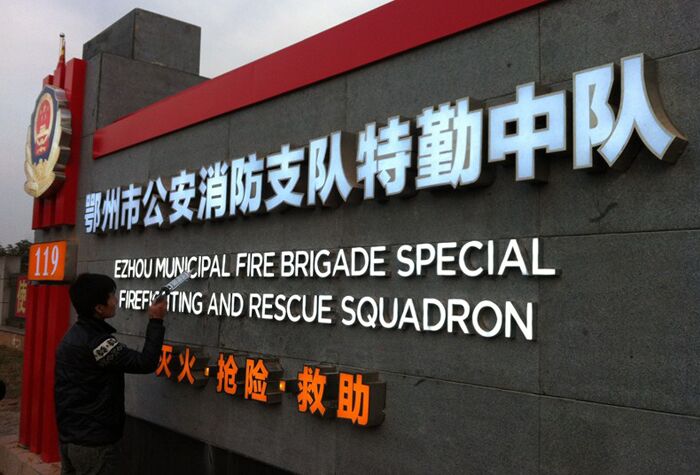 鄂州市公安消防支队特勤中队
119
EZHOU MUNICIPAL FIRE BRIGADE SPECIAL
FIREFIGHTING AND RESCUE SQUADRON
灭火·抢险·救助